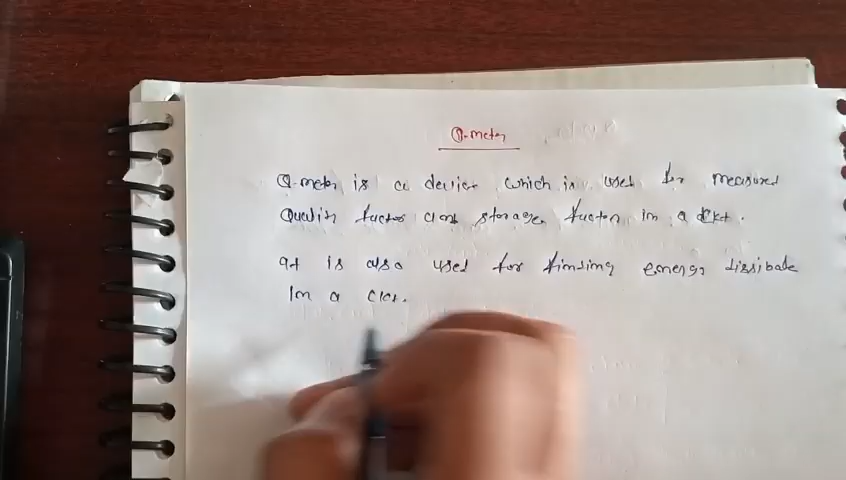 Q-meter
Q-meter is a device which is used for measured
Quality factor and storage factor in a ckt.
It is also used for finding energy dissibate
in a ckt.